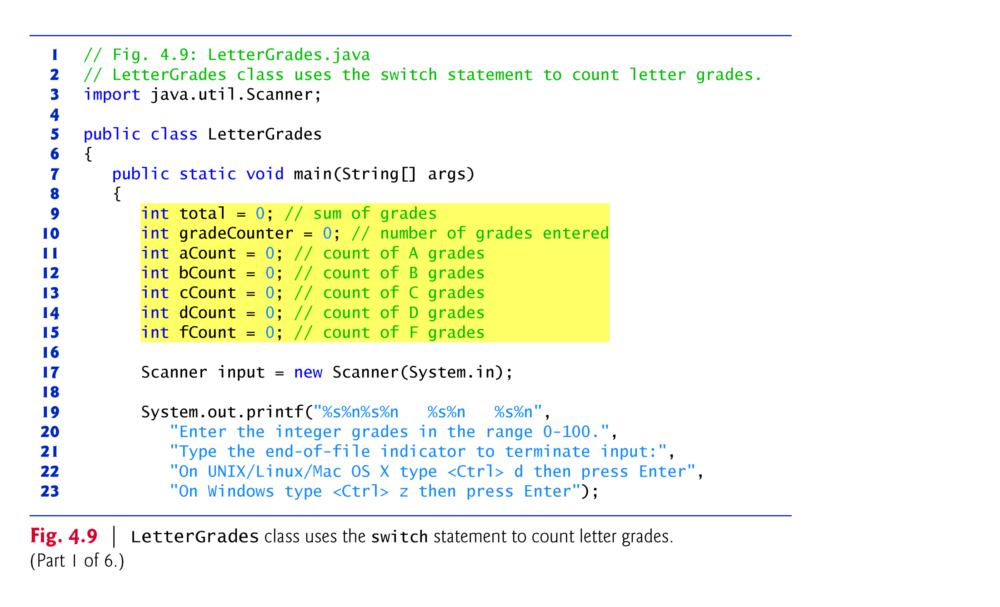 1 // Fig. 4.9: LetterGrades.java
2 // LetterGrades class uses the switch statement to count letter grades.
3 import java.util.Scanner;
4
5 public class LetterGrades
6 {
7    public static void main(String[] args)
8    {
9       int total = 0; // sum of grades
10       int gradeCounter = 0; // number of grades entered
11       int aCount = 0; // count of A grades
12       int bCount = 0; // count of B grades
13       int cCount = 0; // count of C grades
14       int dCount = 0; // count of D grades
15       int fCount = 0; // count of F grades
16
17       Scanner input = new Scanner(System.in);
18
19       System.out.printf("%s%n%s%n   %s%n   %s%n",
20          "Enter the integer grades in the range 0-100.",
21          "Type the end-of-file indicator to terminate input:",
22          "On UNIX/Linux/Mac OS X type <Ctrl> d then press Enter",
23          "On Windows type <Ctrl> z then press Enter");
Fig. 4.9 | LetterGrades class uses the switch statement to count letter grades.
(Part 1 of 6.)